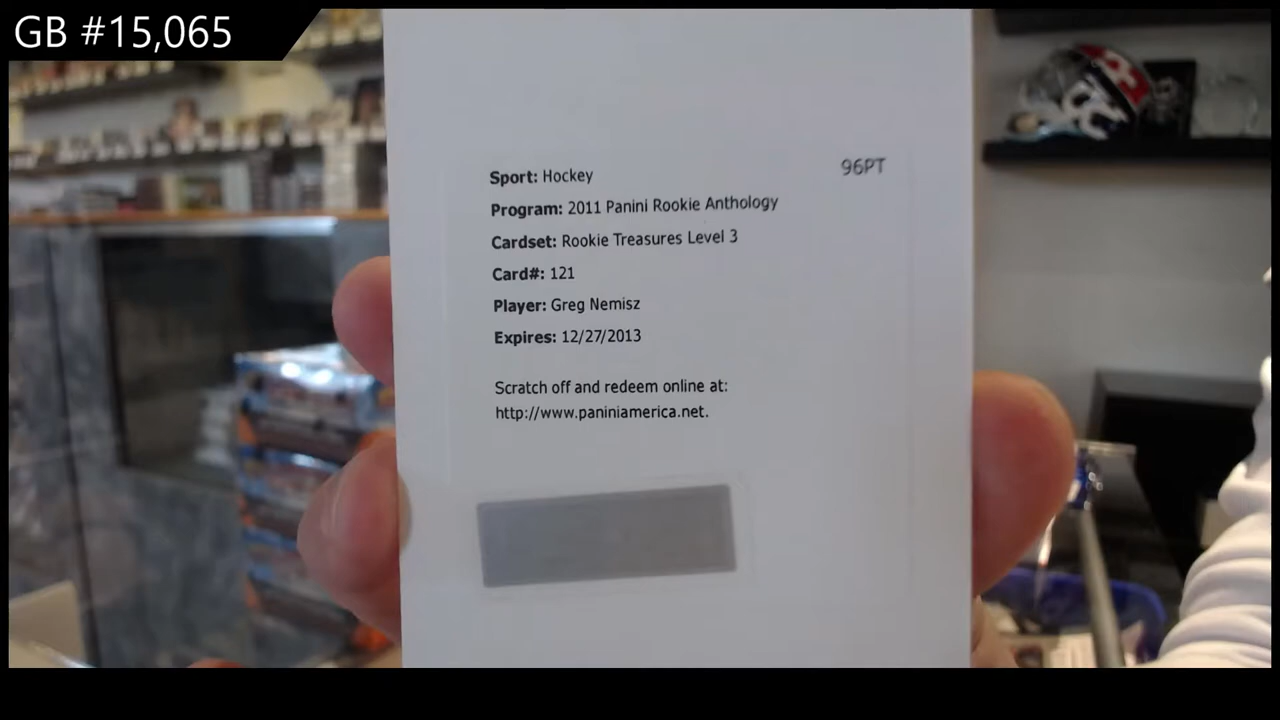 GB #15,065
96PT
Sport: Hockey
Program: 2011 Panini Rookie Anthology
Cardset: Rookie Treasures Level 3
Card#: 121
Player: Greg Nemisz
Expires: 12/27/2013
Scratch off and redeem online at:
http://www.paniniamerica.net.